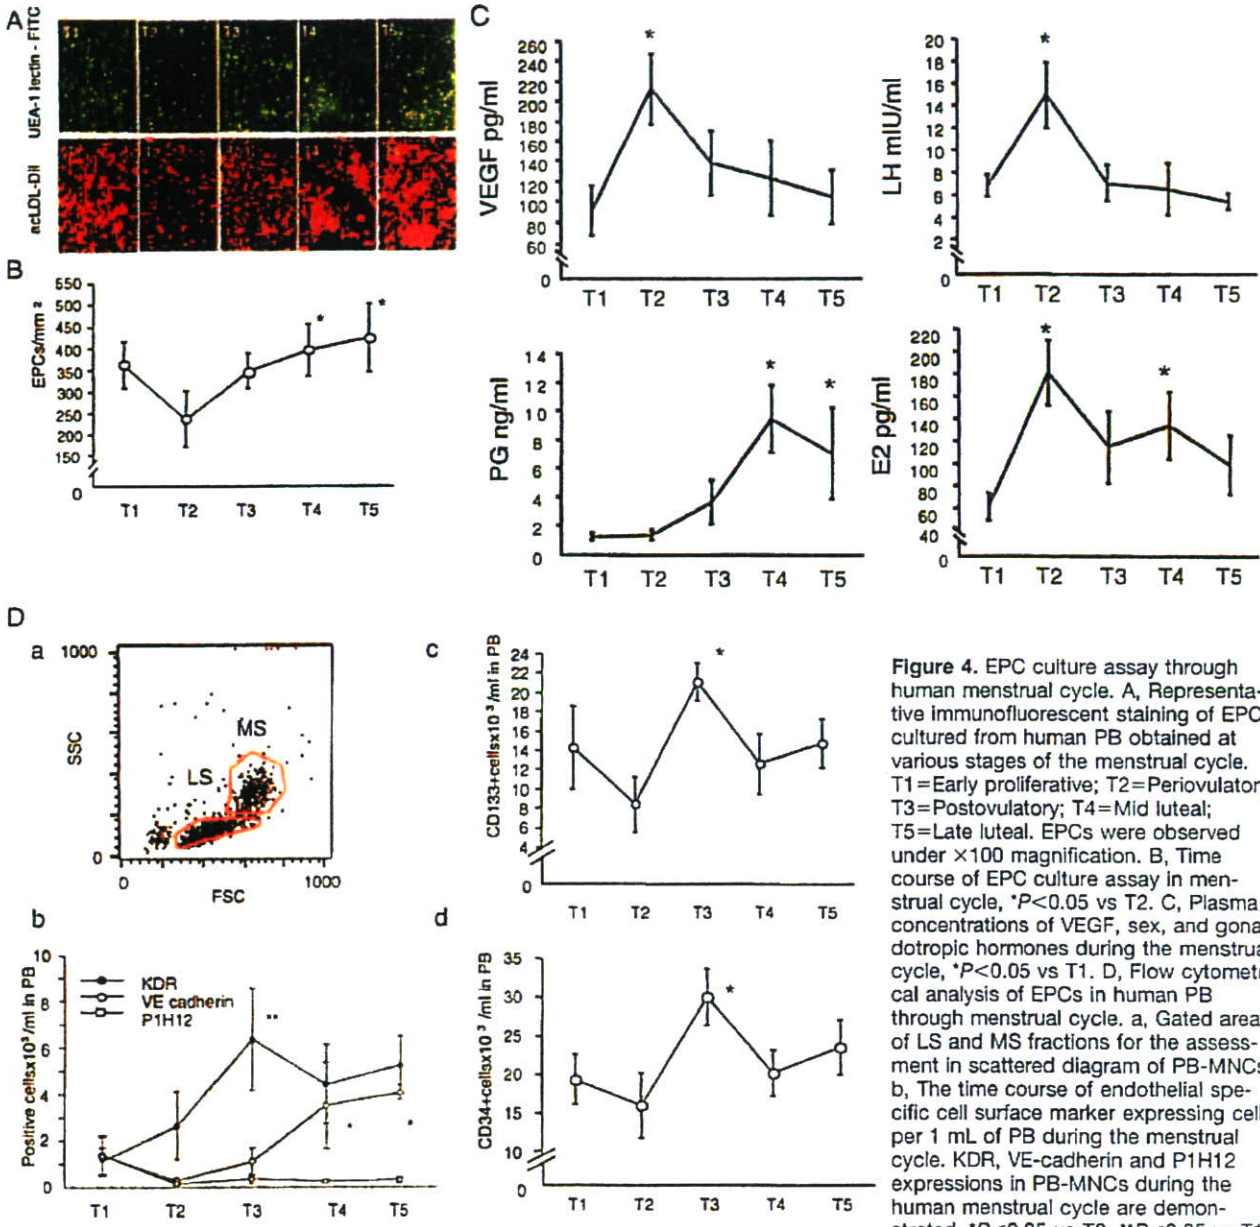 A
UEA-1 lectin - FITC
T1 T2 T3 T4
acLDL-DiI
B
EPCs/mm²
550
500
450
400
350
300
250
200
150
0
T1 T2 T3 T4 T5
*
*
C
VEGF pg/ml
260
240
220
200
180
160
140
120
100
80
60
0
*
T1 T2 T3 T4 T5
LH mIU/ml
20
18
16
14
12
10
8
6
4
2
0
*
T1 T2 T3 T4 T5
PG ng/ml
14
12
10
8
6
4
2
0
* *
T1 T2 T3 T4 T5
E2 pg/ml
220
200
180
160
140
120
100
80
60
40
0
* *
T1 T2 T3 T4 T5
D
a
1000
SSC
0
MS
LS
0 1000
FSC
b
Positive cellsx10³/ml in PB
10
8
6
4
2
0
KDR
VE cadherin
P1H12
**
* *
T1 T2 T3 T4 T5
c
CD133+cellsx10³/ml in PB
24
22
20
18
16
14
12
10
8
6
4
0
*
T1 T2 T3 T4 T5
d
CD34+cellsx10³/ml in PB
35
30
25
20
15
10
0
*
T1 T2 T3 T4 T5
Figure 4. EPC culture assay through
human menstrual cycle. A, Representa-
tive immunofluorescent staining of EPC
cultured from human PB obtained at
various stages of the menstrual cycle.
T1=Early proliferative; T2=Periovulator
T3=Postovulatory; T4=Mid luteal;
T5=Late luteal. EPCs were observed
under ×100 magnification. B, Time
course of EPC culture assay in men-
strual cycle, *P<0.05 vs T2. C, Plasma
concentrations of VEGF, sex, and gona
dotropic hormones during the menstrua
cycle, *P<0.05 vs T1. D, Flow cytometri
cal analysis of EPCs in human PB
through menstrual cycle. a, Gated area
of LS and MS fractions for the assess-
ment in scattered diagram of PB-MNCs
b, The time course of endothelial spe-
cific cell surface marker expressing cell
per 1 mL of PB during the menstrual
cycle. KDR, VE-cadherin and P1H12
expressions in PB-MNCs during the
human menstrual cycle are demon-